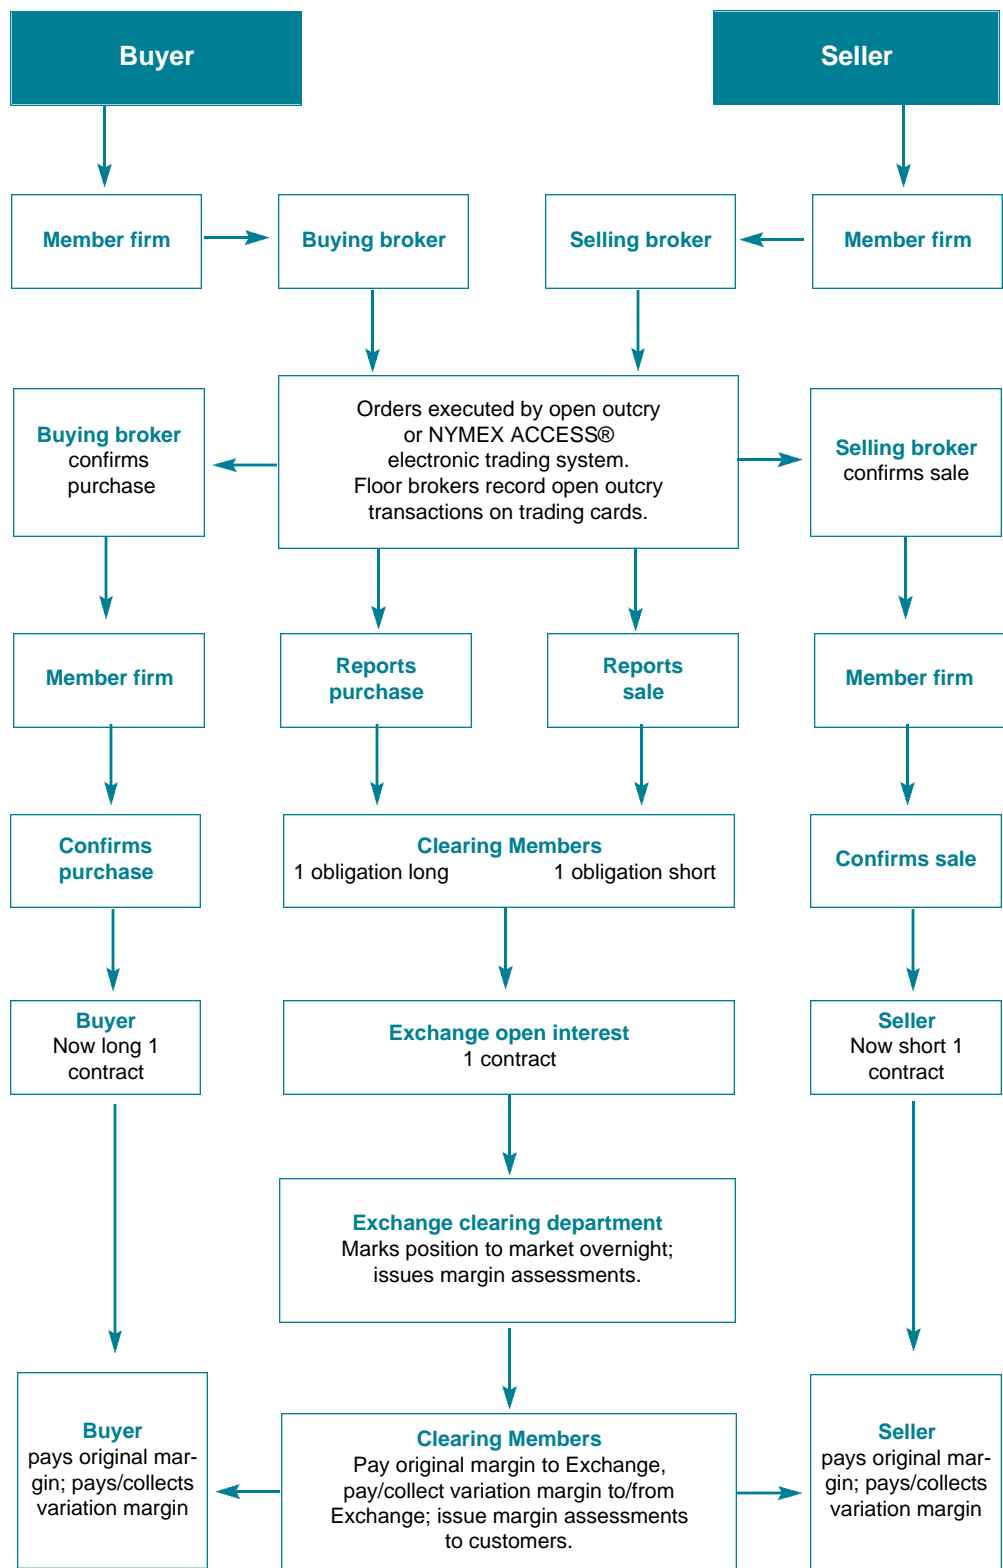 Buyer
Seller
Member firm
Buying broker
Selling broker
Member firm
Orders executed by open outcry
or NYMEX ACCESS®
electronic trading system.
Floor brokers record open outcry
transactions on trading cards.
Buying broker
confirms
purchase
Selling broker
confirms sale
Member firm
Reports
purchase
Reports
sale
Member firm
Confirms
purchase
Clearing Members
1 obligation long 1 obligation short
Confirms sale
Buyer
Now long 1
contract
Exchange open interest
1 contract
Seller
Now short 1
contract
Exchange clearing department
Marks position to market overnight;
issues margin assessments.
Buyer
pays original mar-
gin; pays/collects
variation margin
Clearing Members
Pay original margin to Exchange,
pay/collect variation margin to/from
Exchange; issue margin assessments
to customers.
Seller
pays original mar-
gin; pays/collects
variation margin